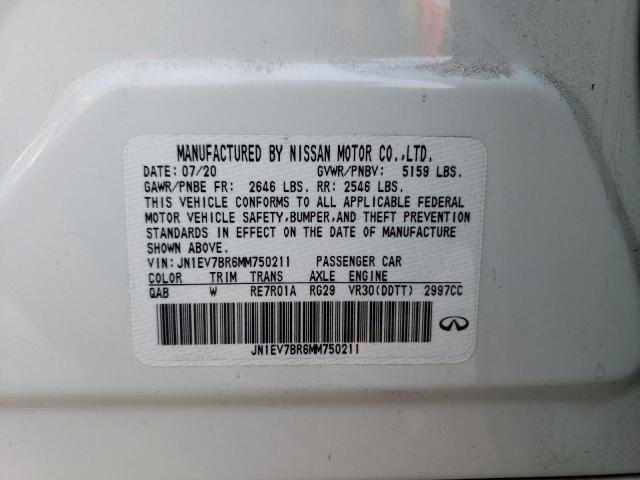 MANUFACTURED BY NISSAN MOTOR CO.,LTD.
DATE: 07/20 GVWR/PNBV: 5159 LBS.
GAWR/PNBE FR: 2646 LBS. RR: 2546 LBS.
THIS VEHICLE CONFORMS TO ALL APPLICABLE FEDERAL
MOTOR VEHICLE SAFETY,BUMPER,AND THEFT PREVENTION
STANDARDS IN EFFECT ON THE DATE OF MANUFACTURE
SHOWN ABOVE.
VIN: JN1EV7BR6MM750211 PASSENGER CAR
COLOR TRIM TRANS AXLE ENGINE
QAB W RE7R01A RG29 VR30(DDTT) 2997CC
JN1EV7BR6MM750211